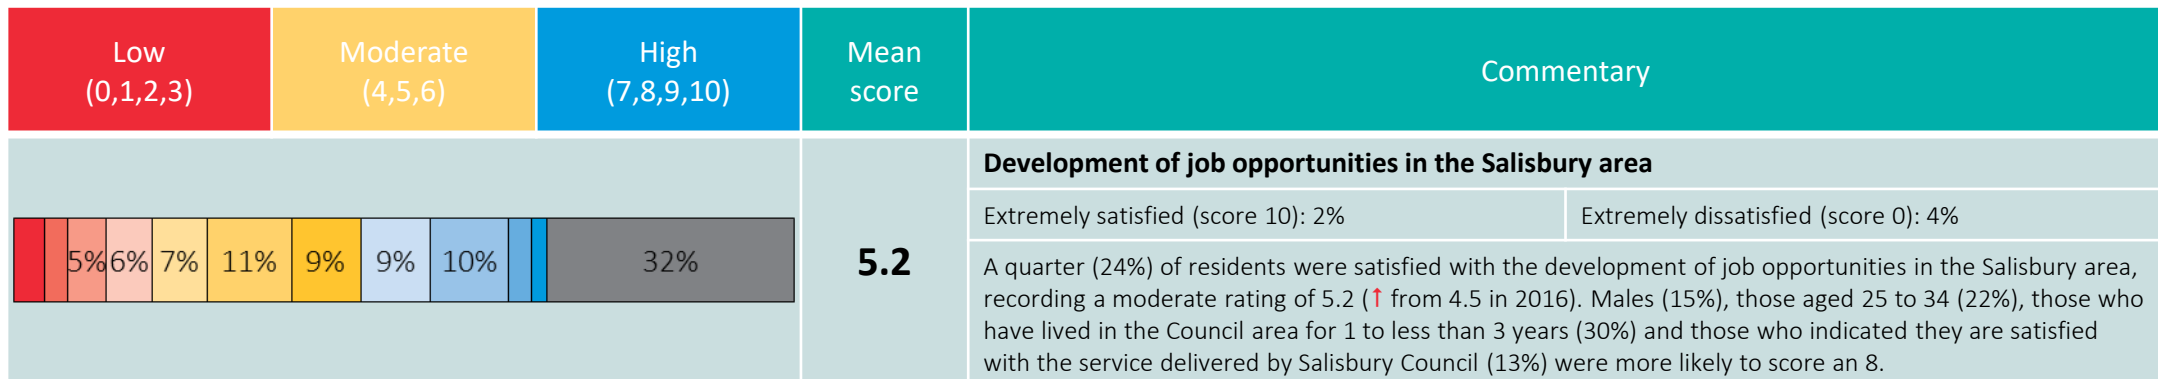 Low
(0,1,2,3)
Moderate
(4,5,6)
High
(7,8,9,10)
Mean
score
Commentary
5% 6% 7% 11% 9% 9% 10% 32%
5.2
Development of job opportunities in the Salisbury area
Extremely satisfied (score 10): 2%
Extremely dissatisfied (score 0): 4%
A quarter (24%) of residents were satisfied with the development of job opportunities in the Salisbury area,
recording a moderate rating of 5.2 (↑ from 4.5 in 2016). Males (15%), those aged 25 to 34 (22%), those who
have lived in the Council area for 1 to less than 3 years (30%) and those who indicated they are satisfied
with the service delivered by Salisbury Council (13%) were more likely to score an 8.